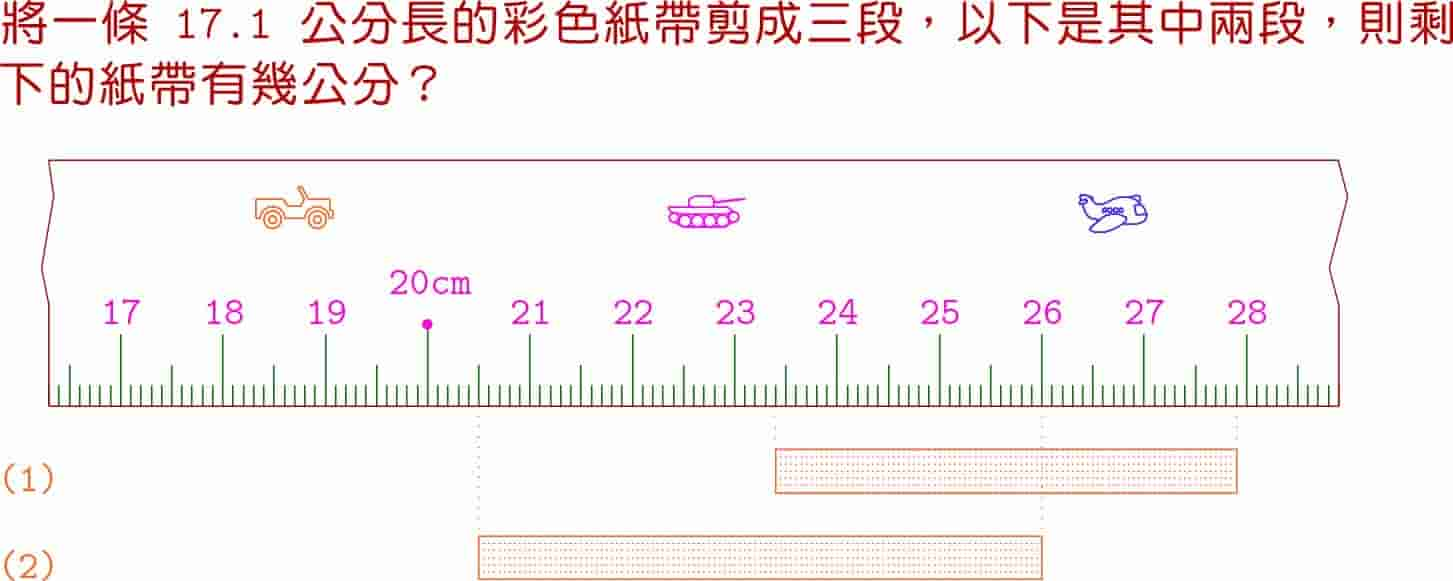 將一條 17.1 公分長的彩色紙帶剪成三段，以下是其中兩段，則剩
下的紙帶有幾公分？
20cm
17 18 19 21 22 23 24 25 26 27 28
(1)
(2)